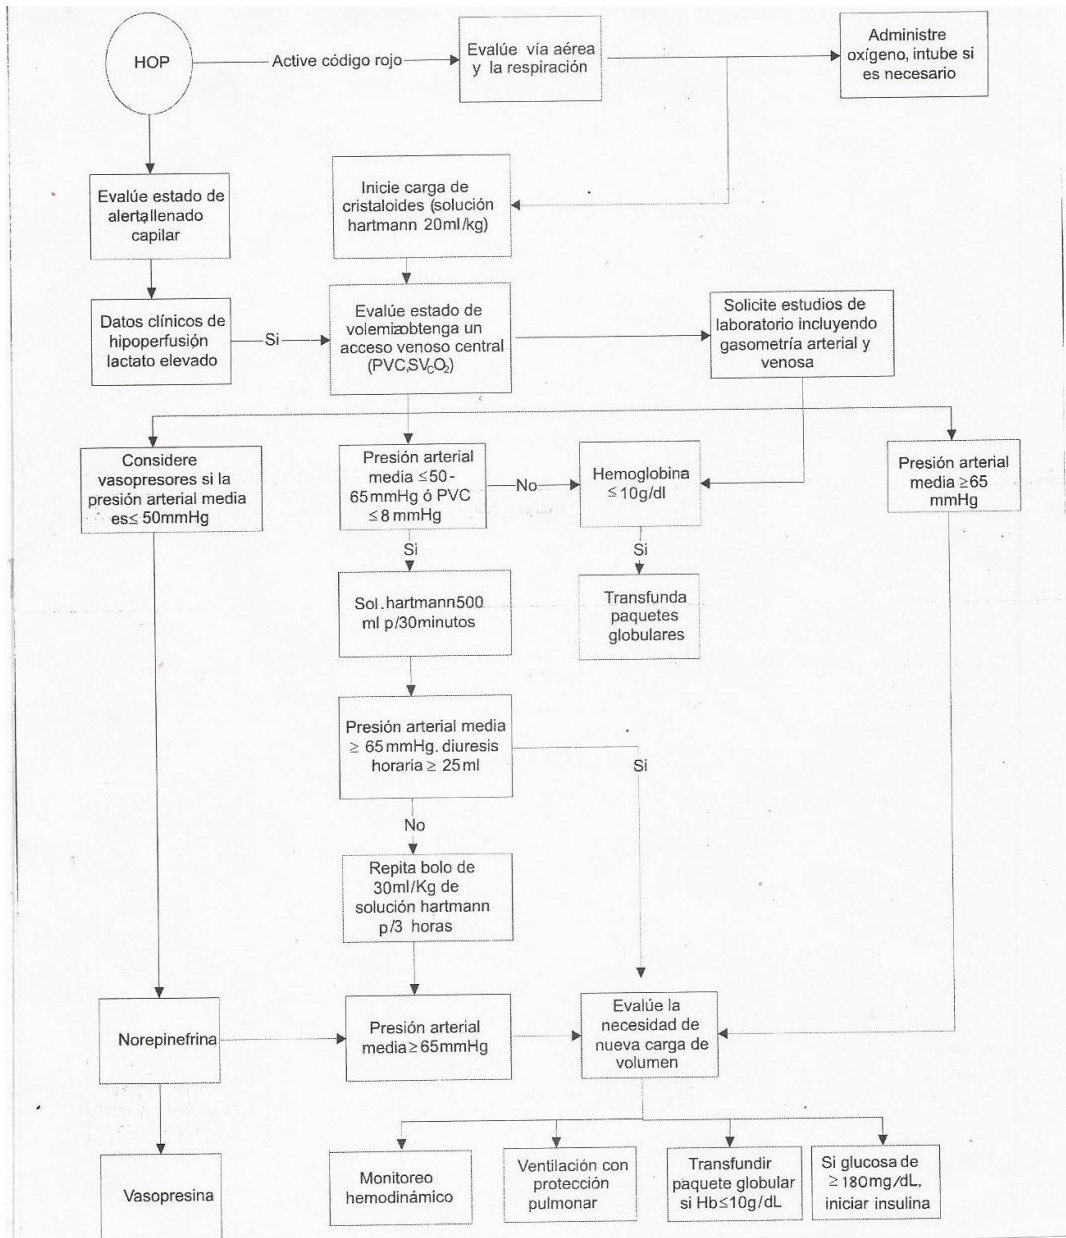 HOP
Active código rojo
Evalúe vía aérea
y la respiración
Administre
oxígeno, intube si
es necesario
Evalúe estado de
alertallenado
capilar
Inicie carga de
cristaloides (solución
hartmann 20ml/kg)
Datos clínicos de
hipoperfusión
lactato elevado
Si
Evalúe estado de
volemiaobtenga un
acceso venoso central
(PVC,SVCO2)
Solicite estudios de
laboratorio incluyendo
gasometría arterial y
venosa
Considere
vasopresores si la
presión arterial media
es≤ 50mmHg
Presión arterial
media ≤50-
65mmHg ó PVC
≤8 mmHg
No
Hemoglobina
≤10g/dl
Presión arterial
media ≥65
mmHg
Si
Si
Sol.hartmann500
ml p/30minutos
Transfunda
paquetes
globulares
Presión arterial media
≥ 65mmHg. diuresis
horaria ≥ 25ml
Si
No
Repita bolo de
30ml/Kg de
solución hartmann
p/3 horas
Norepinefrina
Presión arterial
media≥65mmHg
Evalúe la
necesidad de
nueva carga de
volumen
Vasopresina
Monitoreo
hemodinámico
Ventilación con
protección
pulmonar
Transfundir
paquete globular
si Hb≤10g/dL
Si glucosa de
≥180mg/dL,
iniciar insulina